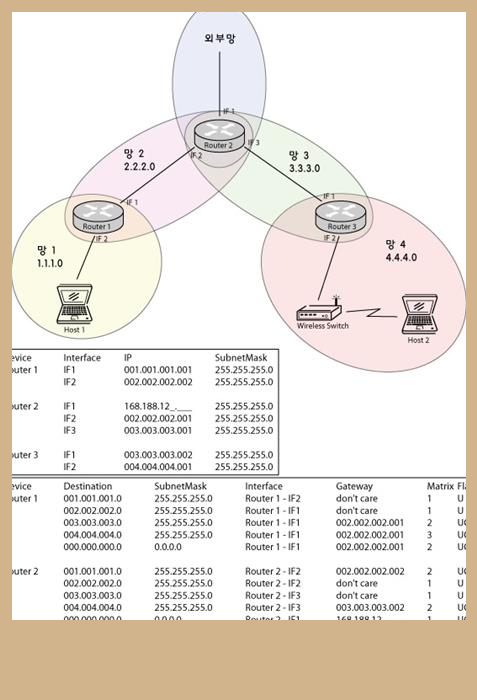 외부망
IF 1
Router 2
IF 2
IF 3
망 2
2.2.2.0
망 3
3.3.3.0
IF 1
Router 1
IF 2
IF 1
Router 3
IF 2
망 1
1.1.1.0
망 4
4.4.4.0
Host 1
Wireless Switch
Host 2
evice Interface IP SubnetMask
outer 1 IF1 001.001.001.001 255.255.255.0
IF2 002.002.002.002 255.255.255.0
outer 2 IF1 168.188.12_.___ 255.255.255.0
IF2 002.002.002.001 255.255.255.0
IF3 003.003.003.001 255.255.255.0
outer 3 IF1 003.003.003.002 255.255.255.0
IF2 004.004.004.001 255.255.255.0
evice Destination SubnetMask Interface Gateway Matrix Fla
outer 1 001.001.001.0 255.255.255.0 Router 1 - IF2 don't care 1 U
002.002.002.0 255.255.255.0 Router 1 - IF1 don't care 1 U
003.003.003.0 255.255.255.0 Router 1 - IF1 002.002.002.001 2 UG
004.004.004.0 255.255.255.0 Router 1 - IF1 002.002.002.001 3 UG
000.000.000.0 0.0.0.0 Router 1 - IF1 002.002.002.001 2 UG
outer 2 001.001.001.0 255.255.255.0 Router 2 - IF2 002.002.002.002 2 UG
002.002.002.0 255.255.255.0 Router 2 - IF2 don't care 1 U
003.003.003.0 255.255.255.0 Router 2 - IF3 don't care 1 U
004.004.004.0 255.255.255.0 Router 2 - IF3 003.003.003.002 2 UG
000.000.000.0 0.0.0.0 Router 2 - IF1 168.188.12 1